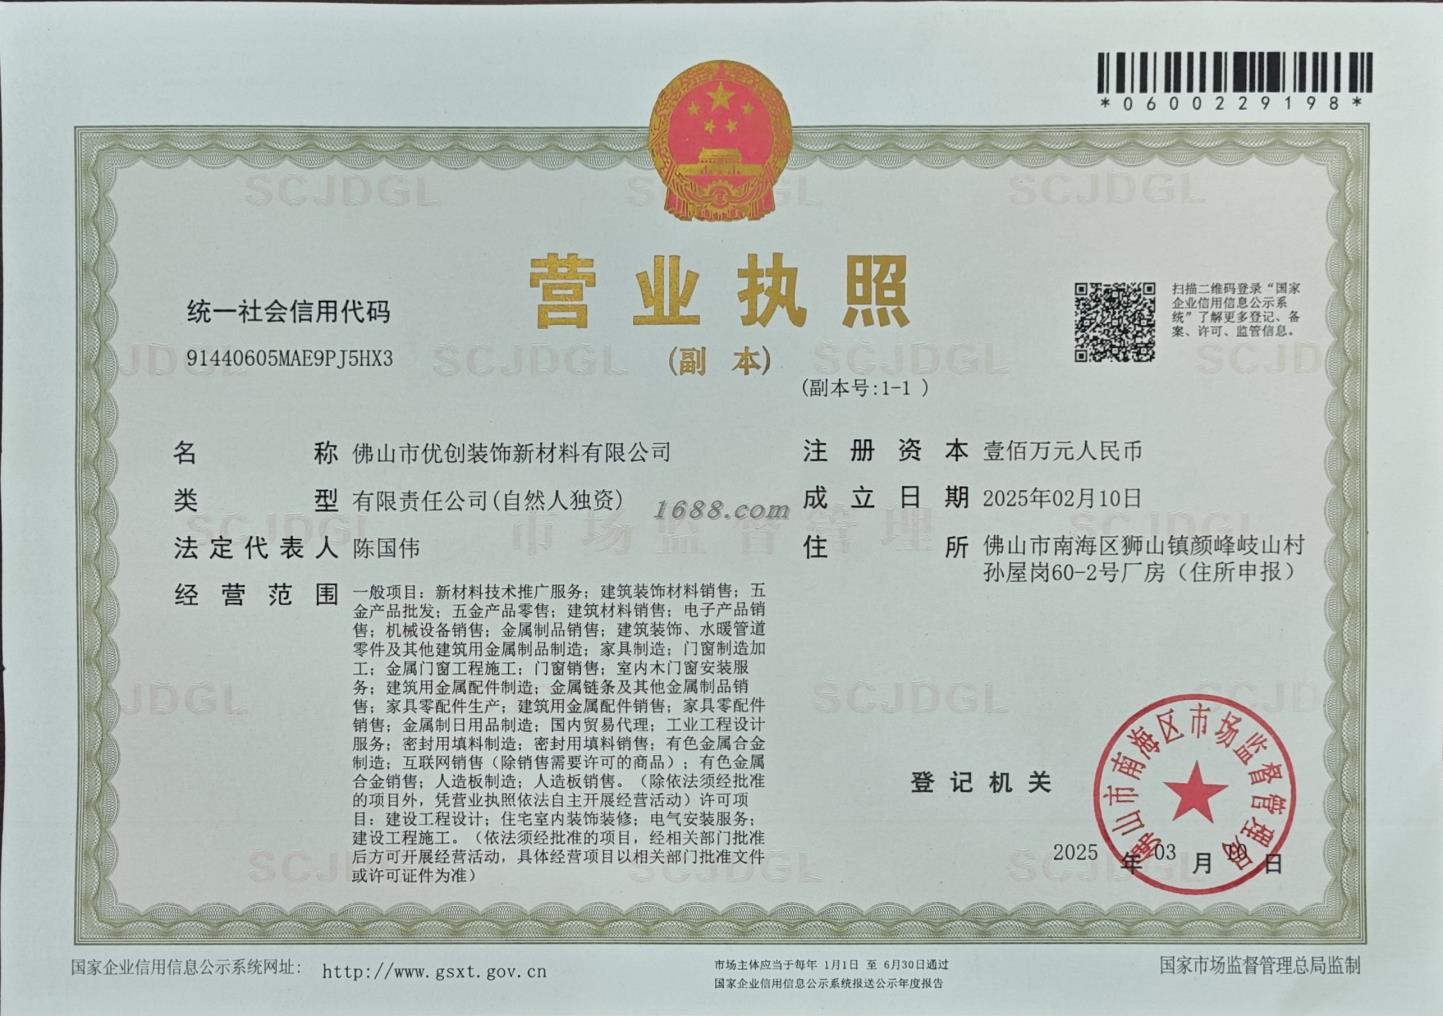 *0600229198*
营业执照
(副 本)
(副本号:1-1 )
统一社会信用代码
91440605MAE9PJ5HX3
扫描二维码登录“国家
企业信用信息公示系
统”了解更多登记、备
案、许可、监管信息。
名 称 佛山市优创装饰新材料有限公司
类 型 有限责任公司(自然人独资)
法定代表人 陈国伟
经营范围 一般项目：新材料技术推广服务；建筑装饰材料销售；五
金产品批发；五金产品零售；建筑材料销售；电子产品销
售；机械设备销售；金属制品销售；建筑装饰、水暖管道
零件及其他建筑用金属制品制造；家具制造；门窗制造加
工；金属门窗工程施工；门窗销售；室内木门窗安装服
务；建筑用金属配件制造；金属链条及其他金属制品销
售；家具零配件生产；建筑用金属配件销售；家具零配件
销售；金属制日用品制造；国内贸易代理；工业工程设计
服务；密封用填料制造；密封用填料销售；有色金属合金
制造；互联网销售（除销售需要许可的商品）；有色金属
合金销售；人造板制造；人造板销售。（除依法须经批准
的项目外，凭营业执照依法自主开展经营活动）许可项
目：建设工程设计；住宅室内装饰装修；电气安装服务；
建设工程施工。（依法须经批准的项目，经相关部门批准
后方可开展经营活动，具体经营项目以相关部门批准文件
或许可证件为准）
注册资本 壹佰万元人民币
成立日期 2025年02月10日
住 所 佛山市南海区狮山镇颜峰岐山村
孙屋岗60-2号厂房（住所申报）
1688.com
SCJDGL
市场监督管理
登记机关
佛山市南海区市场监督管理局
2025 年 03 月 10 日
国家企业信用信息公示系统网址： http://www.gsxt.gov.cn
市场主体应当于每年 1月1日 至 6月30日通过
国家企业信用信息公示系统报送公示年度报告
国家市场监督管理总局监制